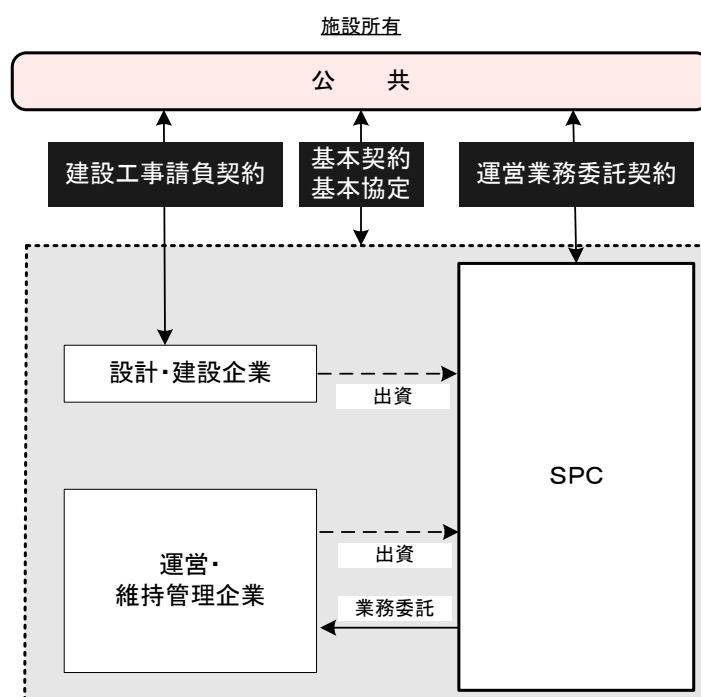 施設所有
公　　共
建設工事請負契約
基本契約
基本協定
運営業務委託契約
設計・建設企業
出資
SPC
運営・
維持管理企業
出資
業務委託